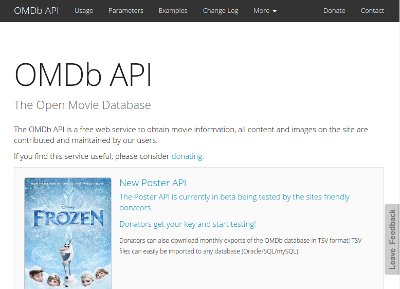 OMDb API Usage Parameters Examples Change Log More Donate Contact
OMDb API
The Open Movie Database
The OMDb API is a free web service to obtain movie information, all content and images on the site are
contributed and maintained by our users.
If you find this service useful, please consider donating.
New Poster API
The Poster API is currently in beta being tested by the sites friendly
donators.
Donators get your key and start testing!
Donators can also download monthly exports of the OMDb database in TSV format! TSV
files can easily be imported to any database (Oracle/SQL/mySQL).
Disney
FROZEN
Leave Feedback